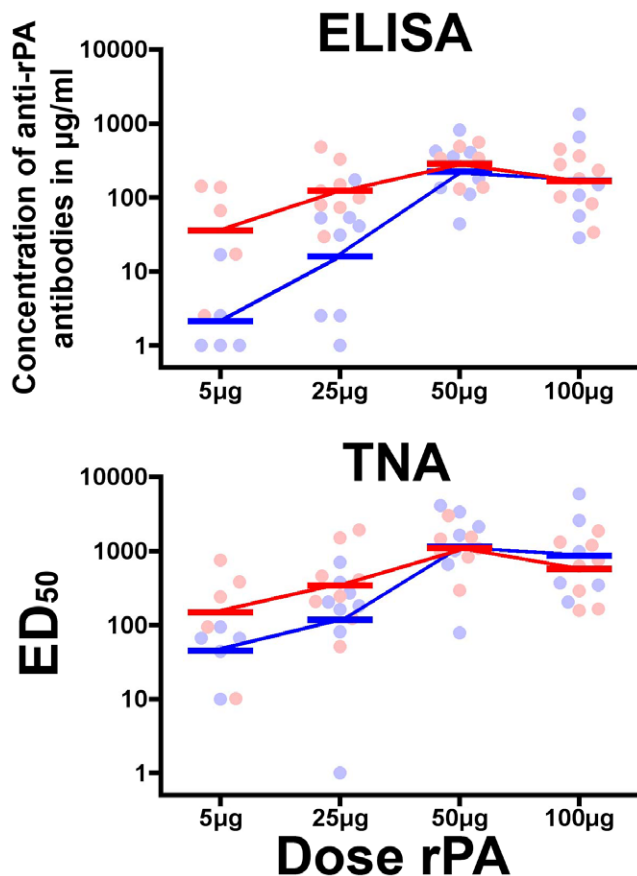 ELISA
Concentration of anti-rPA
antibodies in µg/ml
10000
1000
100
10
1
5µg 25µg 50µg 100µg
TNA
ED50
10000
1000
100
10
1
5µg 25µg 50µg 100µg
Dose rPA